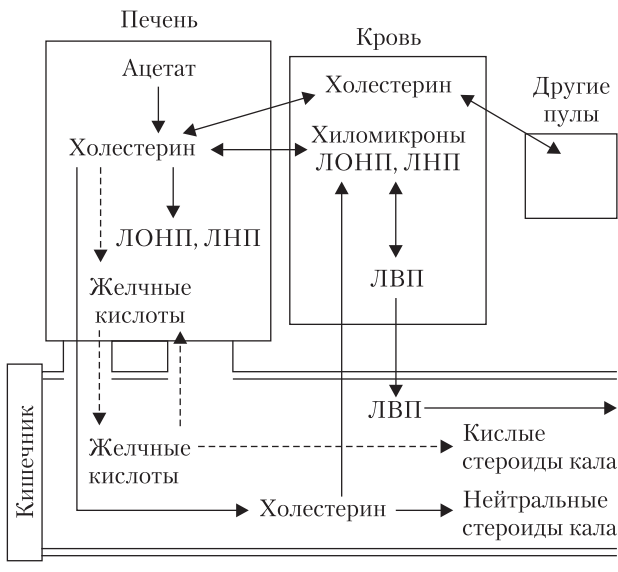 Печень
Кровь
Ацетат
Холестерин
Другие
пулы
Холестерин
Хиломикроны
ЛОНП, ЛНП
ЛОНП, ЛНП
ЛВП
Желчные
кислоты
Кишечник
ЛВП
Желчные
кислоты
Кислые
стероиды кала
Холестерин
Нейтральные
стероиды кала